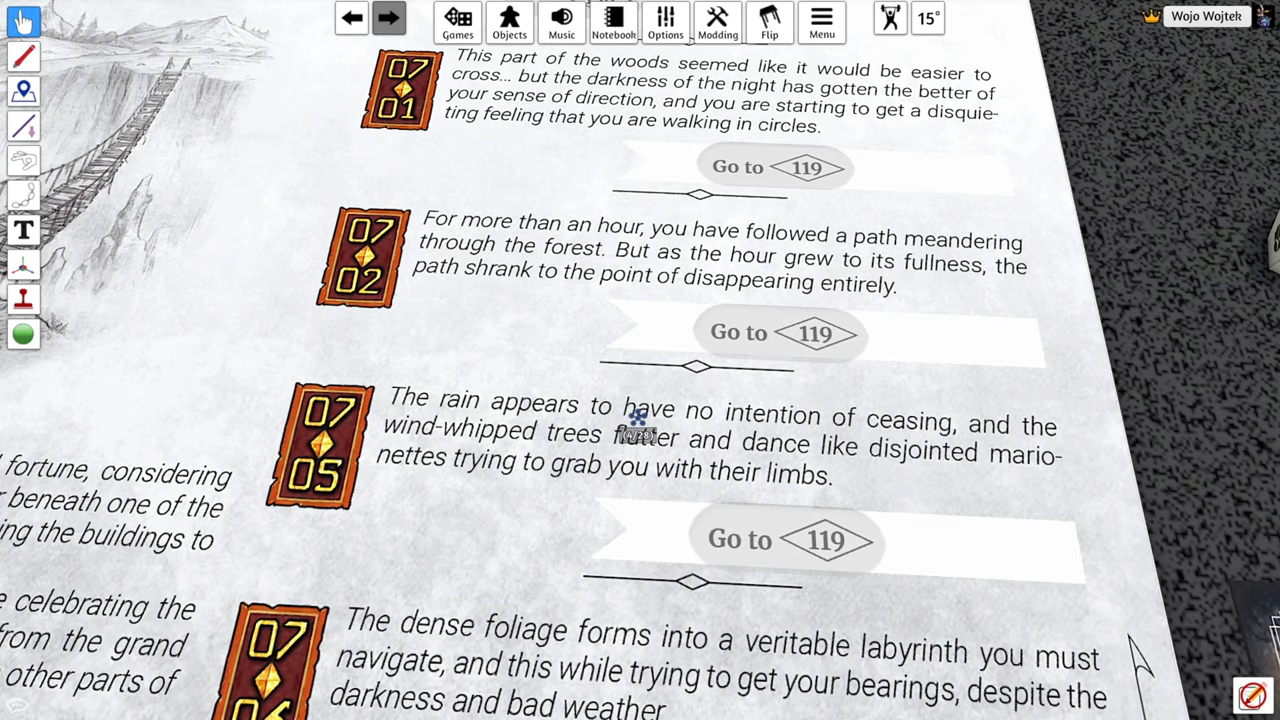 Games
Objects
Music
Notebook
Options
Modding
Flip
Menu
15°
Wojo Wojtek
T
07
01
This part of the woods seemed like it would be easier to
cross... but the darkness of the night has gotten the better of
your sense of direction, and you are starting to get a disquie-
ting feeling that you are walking in circles.
Go to 119
07
02
For more than an hour, you have followed a path meandering
through the forest. But as the hour grew to its fullness, the
path shrank to the point of disappearing entirely.
Go to 119
07
05
The rain appears to have no intention of ceasing, and the
wind-whipped trees flutter and dance like disjointed mario-
nettes trying to grab you with their limbs.
Go to 119
07
The dense foliage forms into a veritable labyrinth you must
navigate, and this while trying to get your bearings, despite the
darkness and bad weather
fortune, considering
beneath one of the
ing the buildings to
celebrating the
from the grand
other parts of